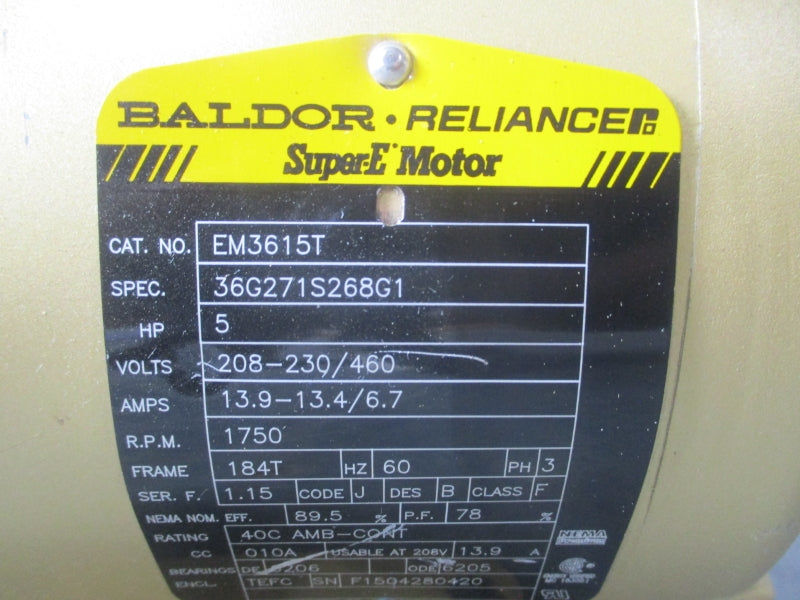 BALDOR • RELIANCE
Super-E Motor
CAT. NO. EM3615T
SPEC. 36G271S268G1
HP 5
VOLTS 208-230/460
AMPS 13.9-13.4/6.7
R.P.M. 1750
FRAME 184T HZ 60 PH 3
SER. F. 1.15 CODE J DES B CLASS F
NEMA NOM. EFF. 89.5 % P.F. 78 %
RATING 40C AMB-CONT
CC 010A USABLE AT 208V 13.9 A
BEARINGS DE 6206 ODE 6205
ENCL. TEFC SN F1504280420
NEMA